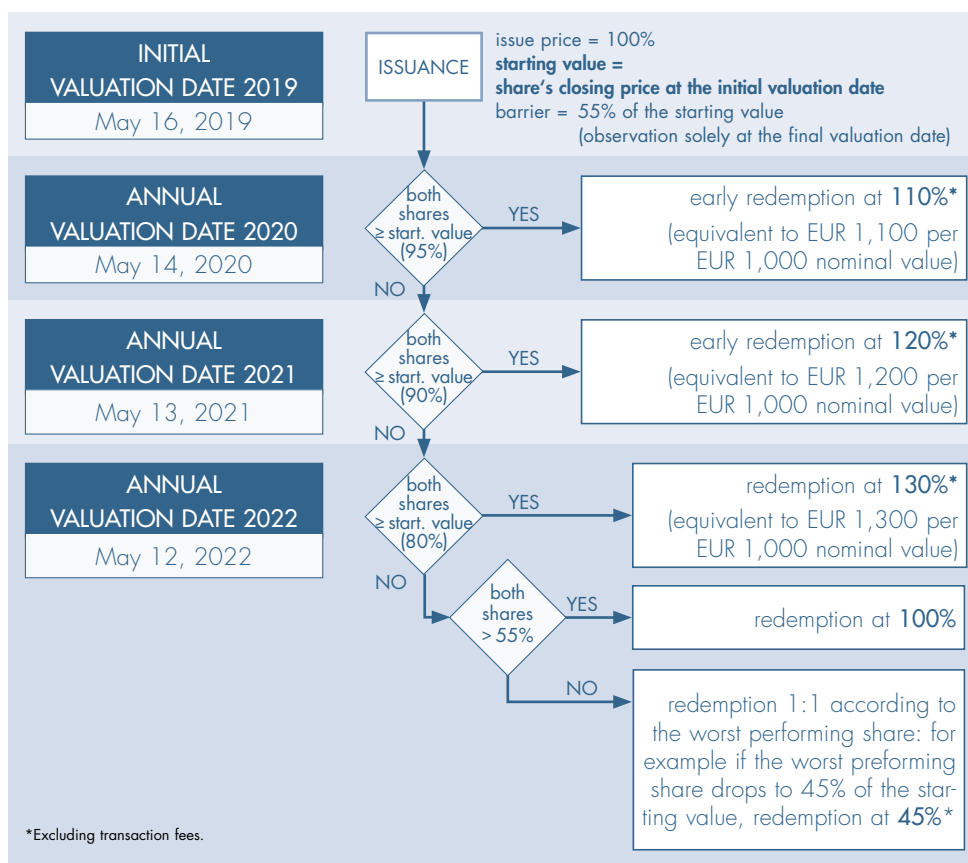 INITIAL
VALUATION DATE 2019
May 16, 2019
ISSUANCE
issue price = 100%
starting value =
share's closing price at the initial valuation date
barrier = 55% of the starting value
(observation solely at the final valuation date)
ANNUAL
VALUATION DATE 2020
May 14, 2020
both
shares
≥ start. value
(95%)
YES
early redemption at 110%*
(equivalent to EUR 1,100 per
EUR 1,000 nominal value)
NO
ANNUAL
VALUATION DATE 2021
May 13, 2021
both
shares
≥ start. value
(90%)
YES
early redemption at 120%*
(equivalent to EUR 1,200 per
EUR 1,000 nominal value)
NO
ANNUAL
VALUATION DATE 2022
May 12, 2022
both
shares
≥ start. value
(80%)
YES
redemption at 130%*
(equivalent to EUR 1,300 per
EUR 1,000 nominal value)
NO
both
shares
> 55%
YES
redemption at 100%
NO
redemption 1:1 according to
the worst performing share: for
example if the worst preforming
share drops to 45% of the star-
ting value, redemption at 45%*
*Excluding transaction fees.